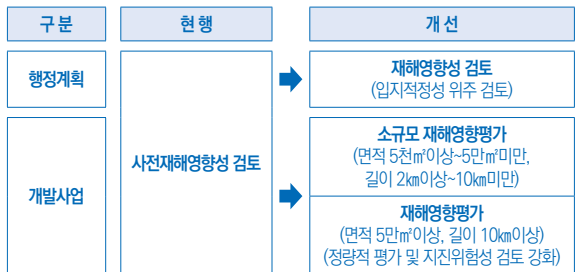 구분 현행 개선
행정계획
사전재해영향성 검토
재해영향성 검토
(입지적정성 위주 검토)
개발사업
소규모 재해영향평가
(면적 5천㎡이상~5만㎡미만,
길이 2㎞이상~10㎞미만)
재해영향평가
(면적 5만㎡이상, 길이 10㎞이상)
(정량적 평가 및 지진위험성 검토 강화)